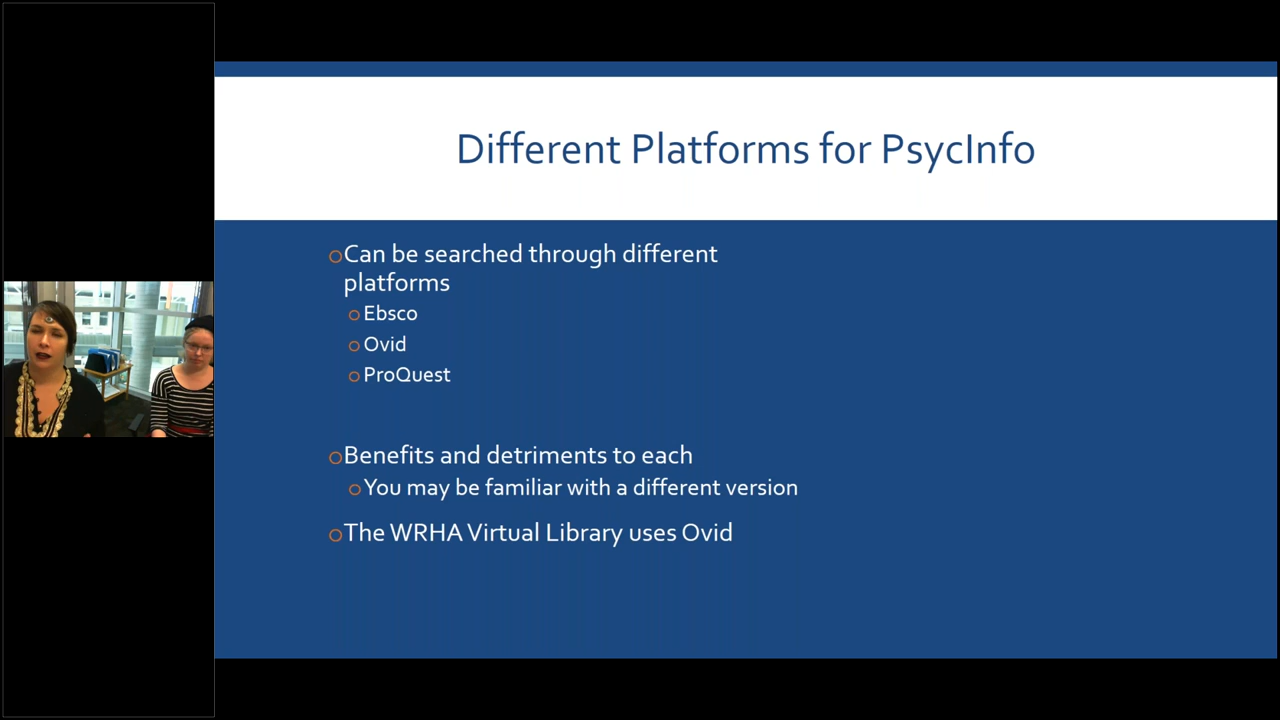 Different Platforms for PsycInfo
Can be searched through different
platforms
Ebsco
Ovid
ProQuest
Benefits and detriments to each
You may be familiar with a different version
The WRHA Virtual Library uses Ovid